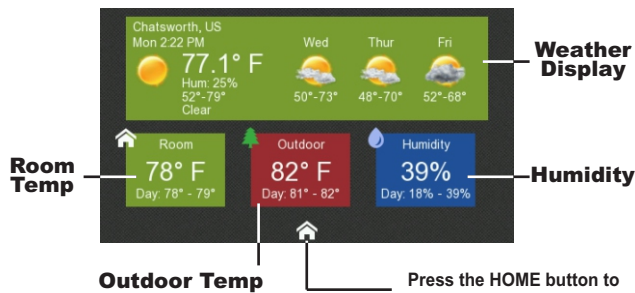 Chatsworth, US
Mon 2:22 PM
77.1° F
Hum: 25%
52°-79°
Clear
Wed
50°-73°
Thur
48°-70°
Fri
52°-68°
Weather
Display
Room
78° F
Day: 78° - 79°
Outdoor
82° F
Day: 81° - 82°
Humidity
39%
Day: 18% - 39%
Room
Temp
Humidity
Outdoor Temp
Press the HOME button to